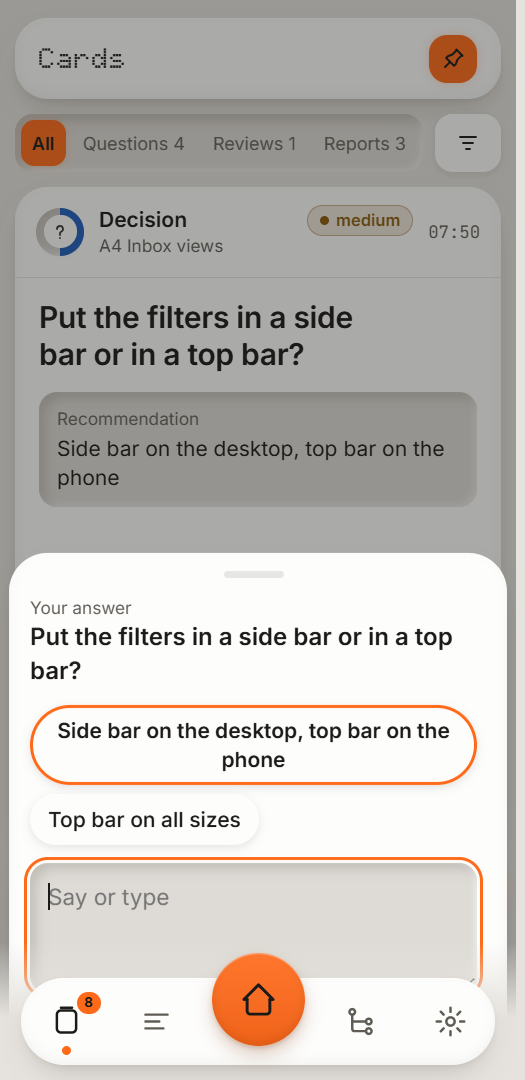 Cards
All Questions 4 Reviews 1 Reports 3
? Decision medium 07:50
A4 Inbox views
Put the filters in a side
bar or in a top bar?
Recommendation
Side bar on the desktop, top bar on the
phone
Your answer
Put the filters in a side bar or in a top
bar?
Side bar on the desktop, top bar on the
phone
Top bar on all sizes
Say or type
8